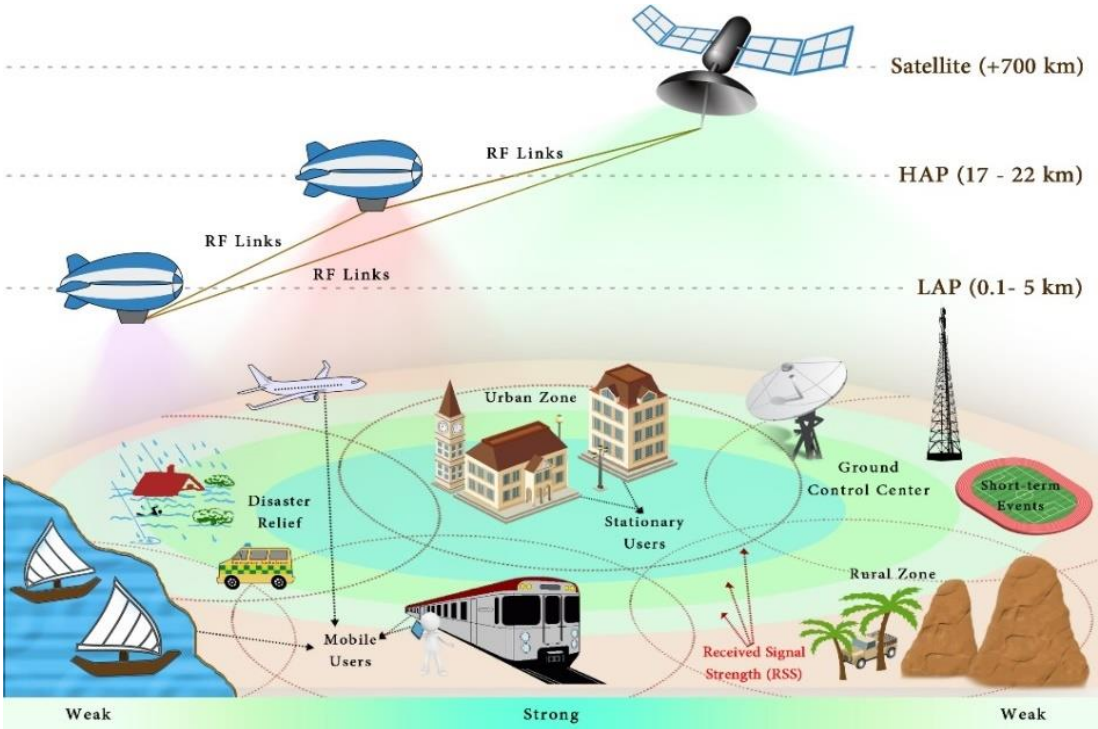 Satellite (+700 km)
RF Links
HAP (17 - 22 km)
RF Links
RF Links
LAP (0.1- 5 km)
Urban Zone
Ground
Control Center
Short-term
Events
Disaster
Relief
Stationary
Users
Rural Zone
Mobile
Users
Received Signal
Strength (RSS)
Weak
Strong
Weak